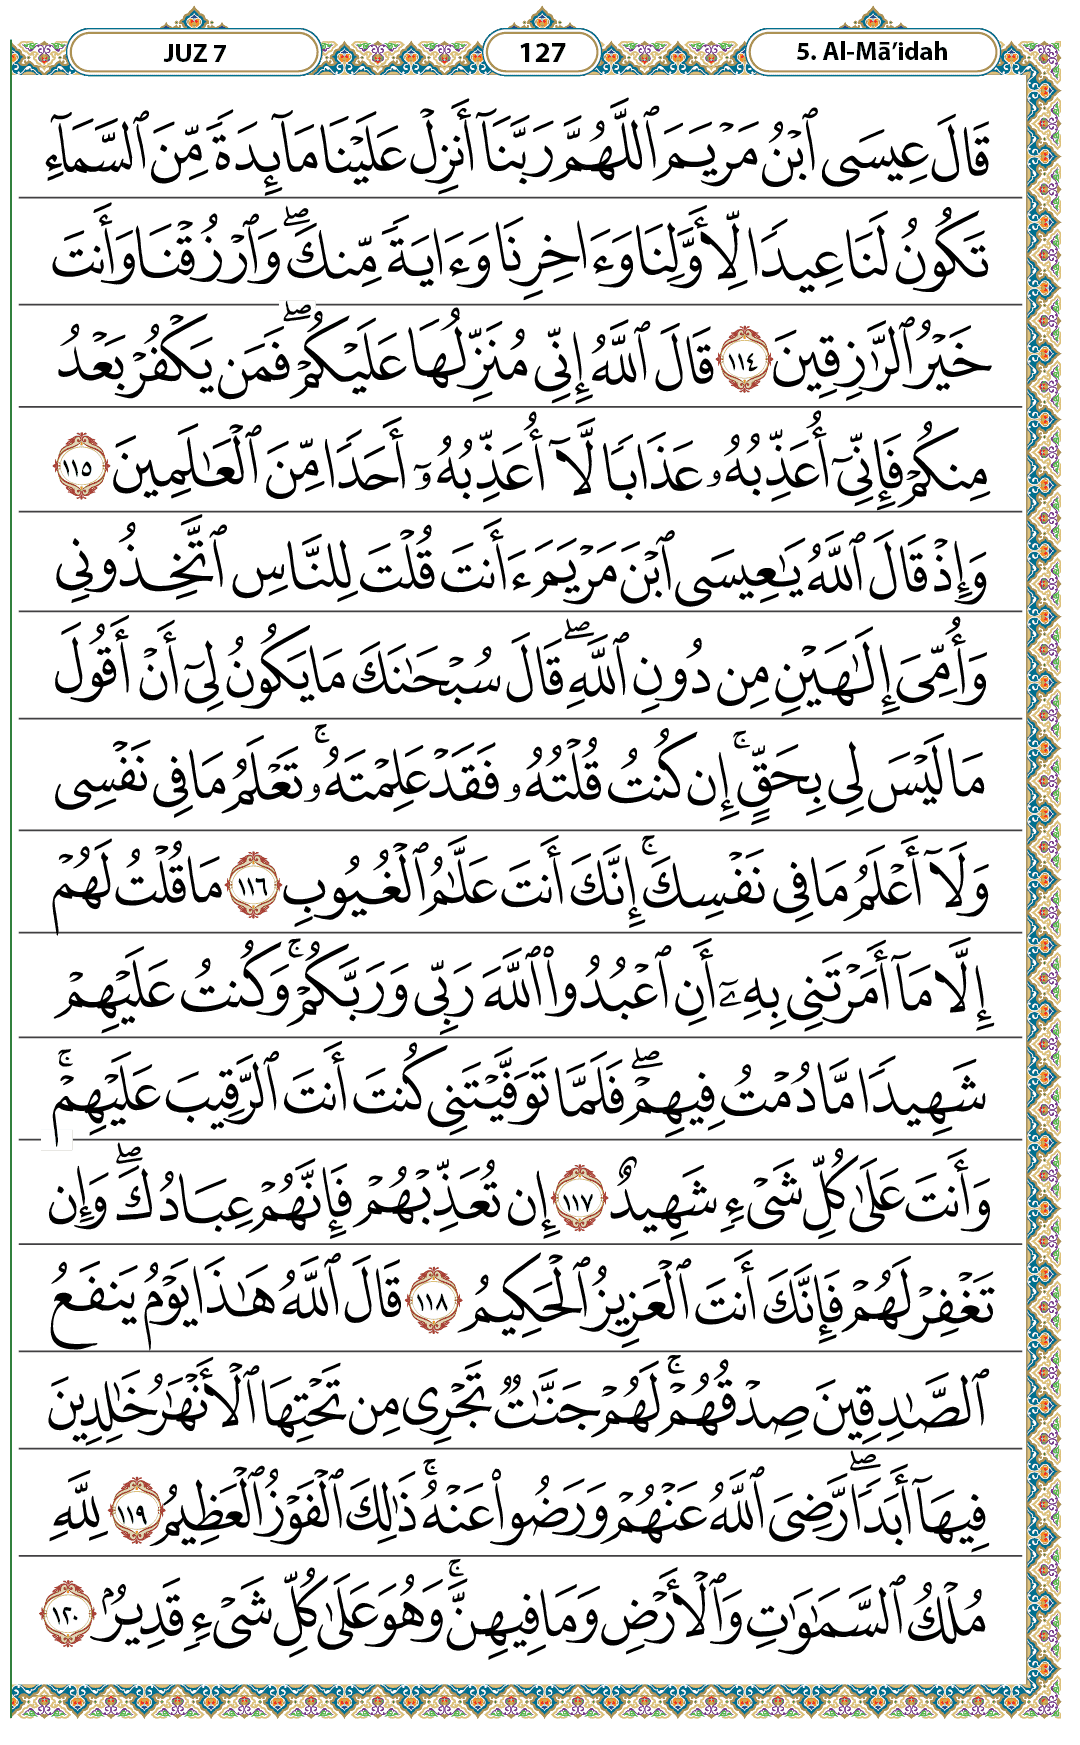 JUZ 7
127
5. Al-Mā’idah
قَالَ عِيسَى ٱبْنُ مَرْيَمَ ٱللَّهُمَّ رَبَّنَآ أَنزِلْ عَلَيْنَا مَآئِدَةً مِّنَ ٱلسَّمَآءِ
تَكُونُ لَنَا عِيدًا لِّأَوَّلِنَا وَءَاخِرِنَا وَءَايَةً مِّنكَ ۖ وَٱرْزُقْنَا وَأَنتَ
خَيْرُ ٱلرَّٰزِقِينَ ١١٤ قَالَ ٱللَّهُ إِنِّى مُنَزِّلُهَا عَلَيْكُمْ ۖ فَمَن يَكْفُرْ بَعْدُ
مِنكُمْ فَإِنِّىٓ أُعَذِّبُهُۥ عَذَابًا لَّآ أُعَذِّبُهُۥٓ أَحَدًا مِّنَ ٱلْعَٰلَمِينَ ١١٥
وَإِذْ قَالَ ٱللَّهُ يَٰعِيسَى ٱبْنَ مَرْيَمَ ءَأَنتَ قُلْتَ لِلنَّاسِ ٱتَّخِذُونِى
وَأُمِّىَ إِلَٰهَيْنِ مِن دُونِ ٱللَّهِ ۖ قَالَ سُبْحَٰنَكَ مَا يَكُونُ لِىٓ أَنْ أَقُولَ
مَا لَيْسَ لِى بِحَقٍّ ۚ إِن كُنتُ قُلْتُهُۥ فَقَدْ عَلِمْتَهُۥ ۚ تَعْلَمُ مَا فِى نَفْسِى
وَلَآ أَعْلَمُ مَا فِى نَفْسِكَ ۚ إِنَّكَ أَنتَ عَلَّٰمُ ٱلْغُيُوبِ ١١٦ مَا قُلْتُ لَهُمْ
إِلَّا مَآ أَمَرْتَنِى بِهِۦٓ أَنِ ٱعْبُدُوا۟ ٱللَّهَ رَبِّى وَرَبَّكُمْ ۚ وَكُنتُ عَلَيْهِمْ
شَهِيدًا مَّا دُمْتُ فِيهِمْ ۖ فَلَمَّا تَوَفَّيْتَنِى كُنتَ أَنتَ ٱلرَّقِيبَ عَلَيْهِمْ ۚ
وَأَنتَ عَلَىٰ كُلِّ شَىْءٍ شَهِيدٌ ١١٧ إِن تُعَذِّبْهُمْ فَإِنَّهُمْ عِبَادُكَ ۖ وَإِن
تَغْفِرْ لَهُمْ فَإِنَّكَ أَنتَ ٱلْعَزِيزُ ٱلْحَكِيمُ ١١٨ قَالَ ٱللَّهُ هَٰذَا يَوْمُ يَنفَعُ
ٱلصَّٰدِقِينَ صِدْقُهُمْ ۚ لَهُمْ جَنَّٰتٌ تَجْرِى مِن تَحْتِهَا ٱلْأَنْهَٰرُ خَٰلِدِينَ
فِيهَآ أَبَدًا ۖ رَّضِىَ ٱللَّهُ عَنْهُمْ وَرَضُوا۟ عَنْهُ ۚ ذَٰلِكَ ٱلْفَوْزُ ٱلْعَظِيمُ ١١٩ لِلَّهِ
مُلْكُ ٱلسَّمَٰوَٰتِ وَٱلْأَرْضِ وَمَا فِيهِنَّ ۚ وَهُوَ عَلَىٰ كُلِّ شَىْءٍ قَدِيرٌۢ ١٢٠